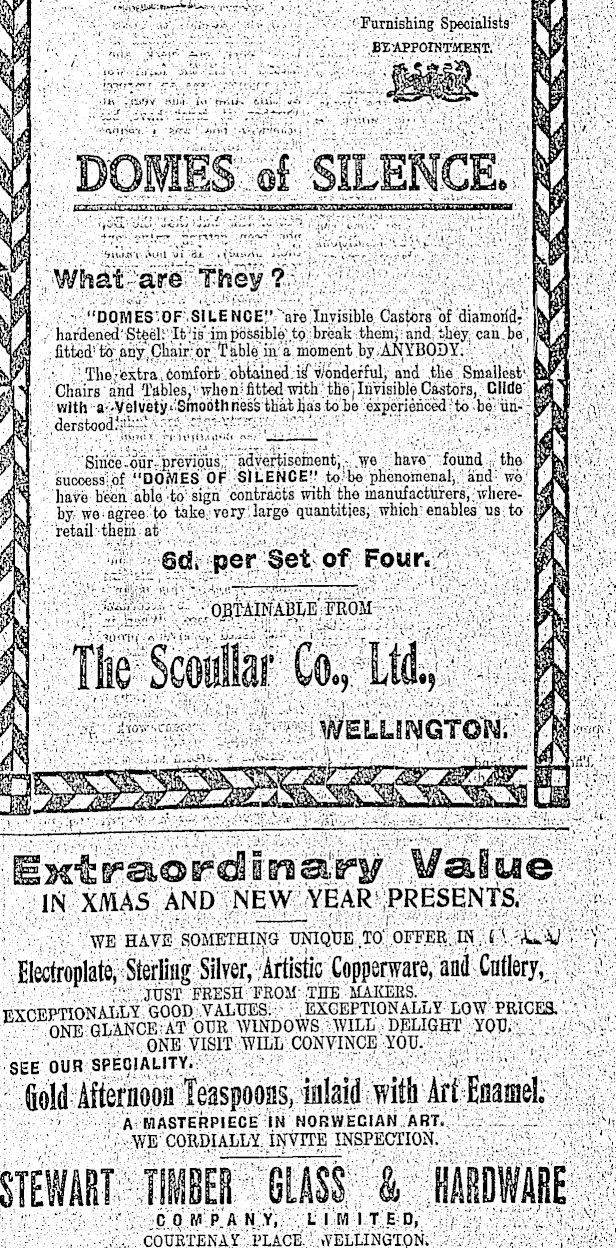 Furnishing Specialists
BY APPOINTMENT.
DOMES of SILENCE.
What are They?
"DOMES OF SILENCE" are Invisible Castors of diamond-
hardened Steel. It is impossible to break them, and they can be
fitted to any Chair or Table in a moment by ANYBODY.
The extra comfort obtained is wonderful, and the Smallest
Chairs and Tables, when fitted with the Invisible Castors, Glide
with a Velvety Smoothness that has to be experienced to be un-
derstood.
Since our previous advertisement, we have found the
success of "DOMES OF SILENCE" to be phenomenal, and we
have been able to sign contracts with the manufacturers, where-
by we agree to take very large quantities, which enables us to
retail them at
6d. per Set of Four.
OBTAINABLE FROM
The Scoullar Co., Ltd.,
WELLINGTON.
Extraordinary Value
IN XMAS AND NEW YEAR PRESENTS.
WE HAVE SOMETHING UNIQUE TO OFFER IN
Electroplate, Sterling Silver, Artistic Copperware, and Cutlery,
JUST FRESH FROM THE MAKERS.
EXCEPTIONALLY GOOD VALUES. EXCEPTIONALLY LOW PRICES.
ONE GLANCE AT OUR WINDOWS WILL DELIGHT YOU.
ONE VISIT WILL CONVINCE YOU.
SEE OUR SPECIALITY.
Gold Afternoon Teaspoons, inlaid with Art Enamel.
A MASTERPIECE IN NORWEGIAN ART.
WE CORDIALLY INVITE INSPECTION.
STEWART TIMBER GLASS & HARDWARE
COMPANY, LIMITED,
COURTENAY PLACE WELLINGTON.